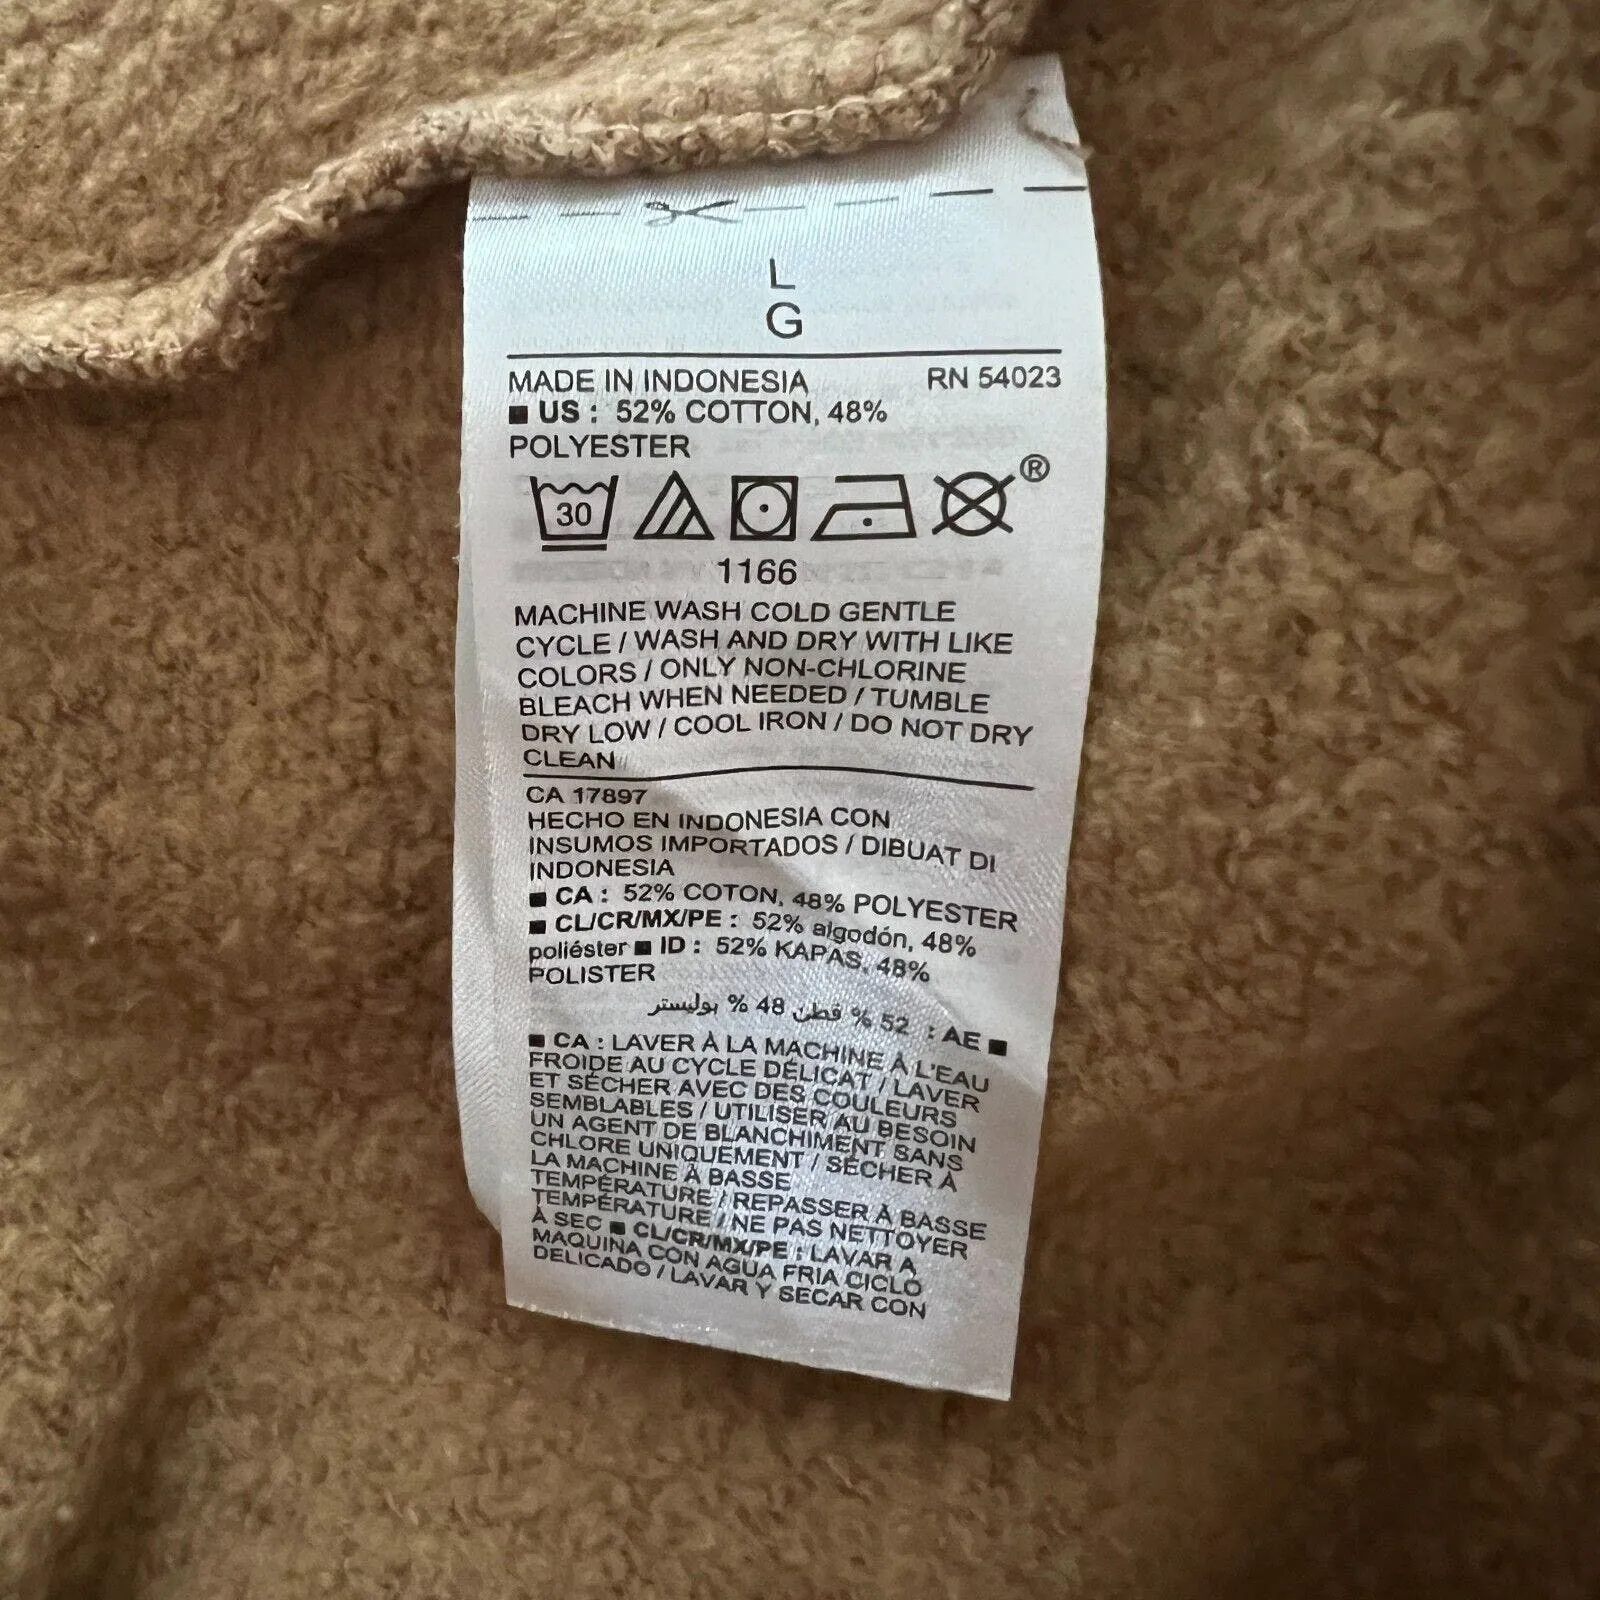 L
G
MADE IN INDONESIA RN 54023
■ US : 52% COTTON, 48%
POLYESTER
30 ®
1166
MACHINE WASH COLD GENTLE
CYCLE / WASH AND DRY WITH LIKE
COLORS / ONLY NON-CHLORINE
BLEACH WHEN NEEDED / TUMBLE
DRY LOW / COOL IRON / DO NOT DRY
CLEAN
CA 17897
HECHO EN INDONESIA CON
INSUMOS IMPORTADOS / DIBUAT DI
INDONESIA
■ CA : 52% COTON, 48% POLYESTER
■ CL/CR/MX/PE : 52% algodón, 48%
poliéster ■ ID : 52% KAPAS, 48%
POLISTER
■ AE : 52 % قطن 48 % بوليستر
■ CA : LAVER À LA MACHINE À L'EAU
FROIDE AU CYCLE DÉLICAT / LAVER
ET SÉCHER AVEC DES COULEURS
SEMBLABLES / UTILISER AU BESOIN
UN AGENT DE BLANCHIMENT SANS
CHLORE UNIQUEMENT / SÉCHER À
LA MACHINE À BASSE
TEMPÉRATURE / REPASSER À BASSE
TEMPÉRATURE / NE PAS NETTOYER
À SEC ■ CL/CR/MX/PE : LAVAR A
MAQUINA CON AGUA FRIA CICLO
DELICADO / LAVAR Y SECAR CON